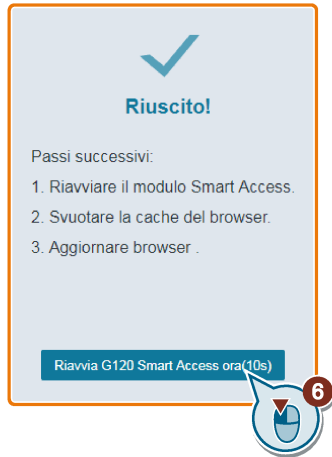 Riuscito!
Passi successivi:
1. Riavviare il modulo Smart Access.
2. Svuotare la cache del browser.
3. Aggiornare browser .
Riavvia G120 Smart Access ora(10s)
6